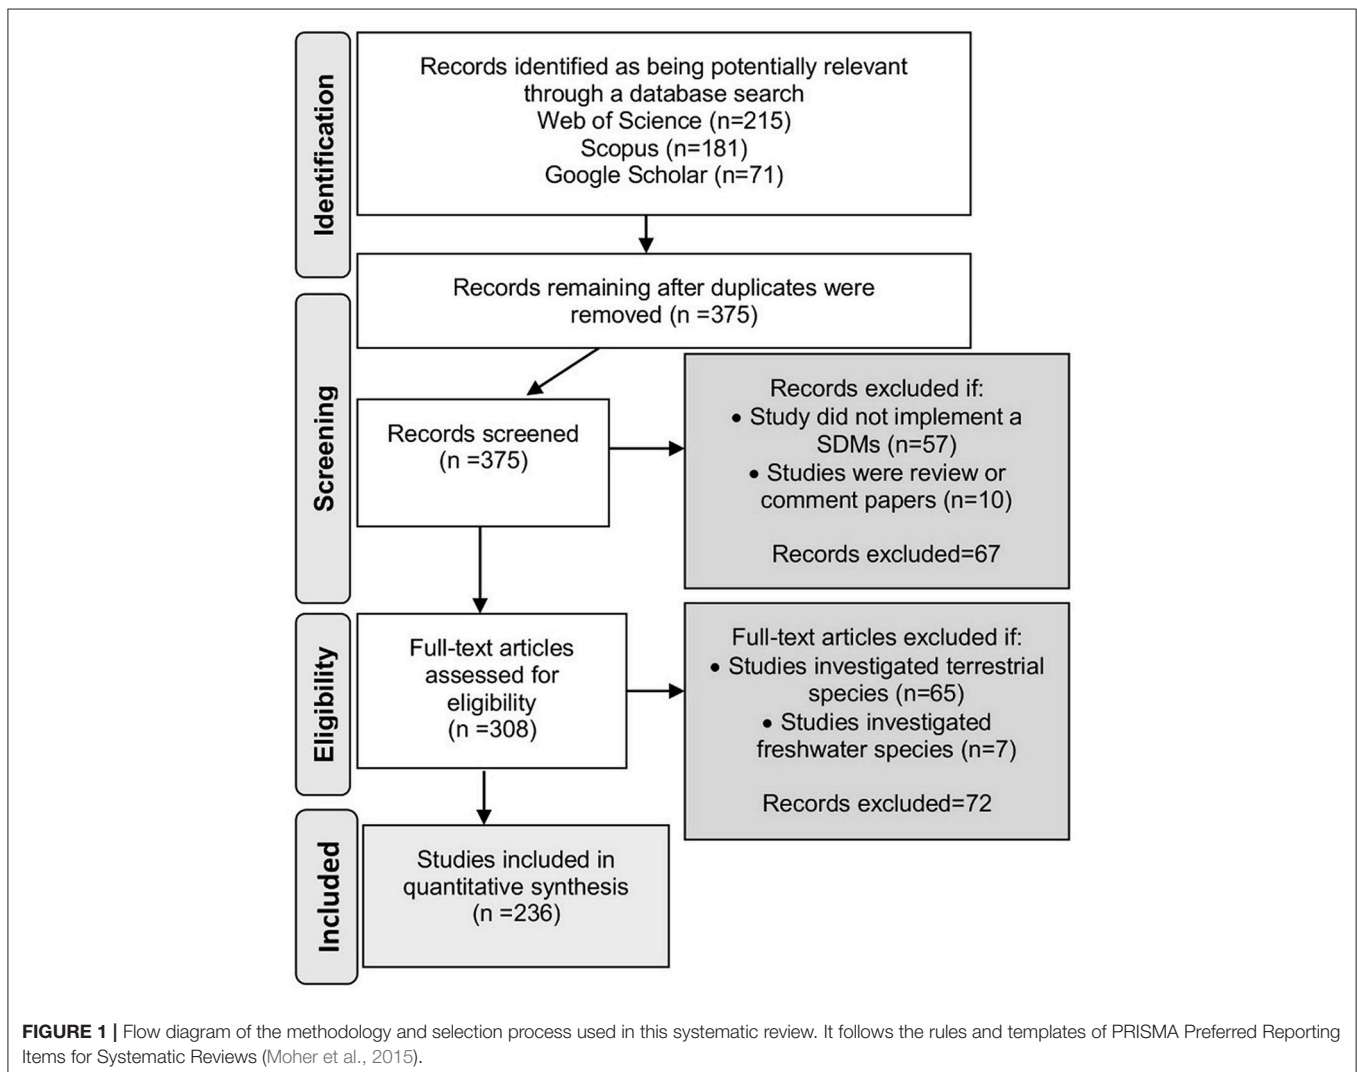 Identification
Records identified as being potentially relevant
through a database search
Web of Science (n=215)
Scopus (n=181)
Google Scholar (n=71)
Records remaining after duplicates were
removed (n =375)
Screening
Records screened
(n =375)
Records excluded if:
• Study did not implement a
SDMs (n=57)
• Studies were review or
comment papers (n=10)
Records excluded=67
Eligibility
Full-text articles
assessed for
eligibility
(n =308)
Full-text articles excluded if:
• Studies investigated terrestrial
species (n=65)
• Studies investigated
freshwater species (n=7)
Records excluded=72
Included
Studies included in
quantitative synthesis
(n =236)
FIGURE 1 | Flow diagram of the methodology and selection process used in this systematic review. It follows the rules and templates of PRISMA Preferred Reporting
Items for Systematic Reviews (Moher et al., 2015).